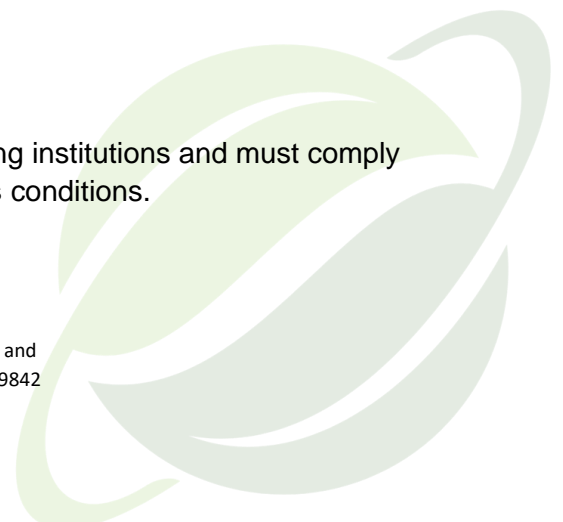 ng institutions and must comply
s conditions.
and
9842